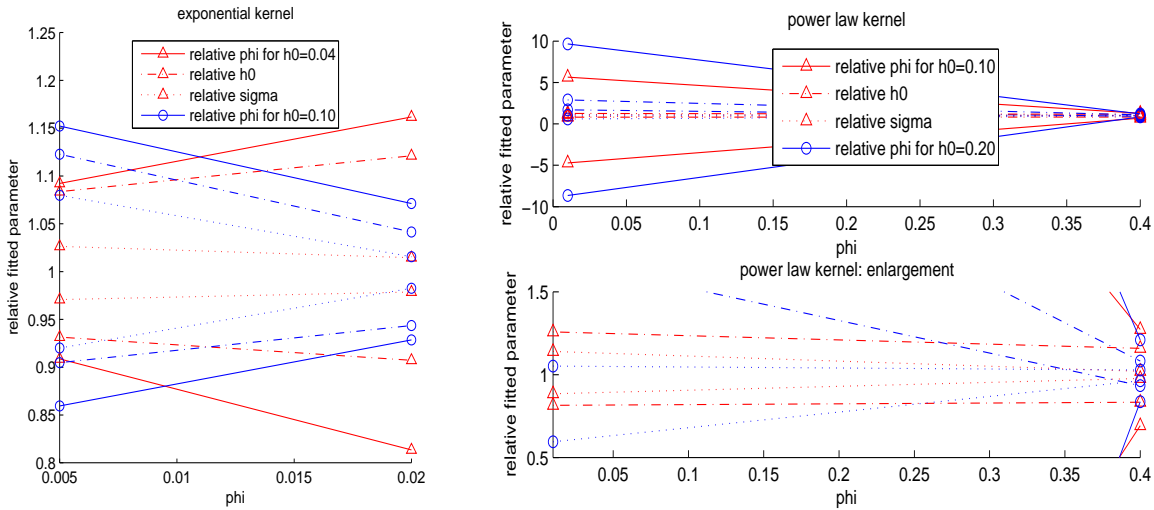 exponential kernel
1.25
1.2
1.15
1.1
1.05
1
0.95
0.9
0.85
0.8
relative fitted parameter
relative phi for h0=0.04
relative h0
relative sigma
relative phi for h0=0.10
0.005
0.01
0.015
0.02
phi
power law kernel
10
5
0
−5
−10
relative fitted parameter
relative phi for h0=0.10
relative h0
relative sigma
relative phi for h0=0.20
0
0.05
0.1
0.15
0.2
0.25
0.3
0.35
0.4
phi
power law kernel: enlargement
1.5
1
0.5
relative fitted parameter
0.05
0.1
0.15
0.2
0.25
0.3
0.35
0.4
phi